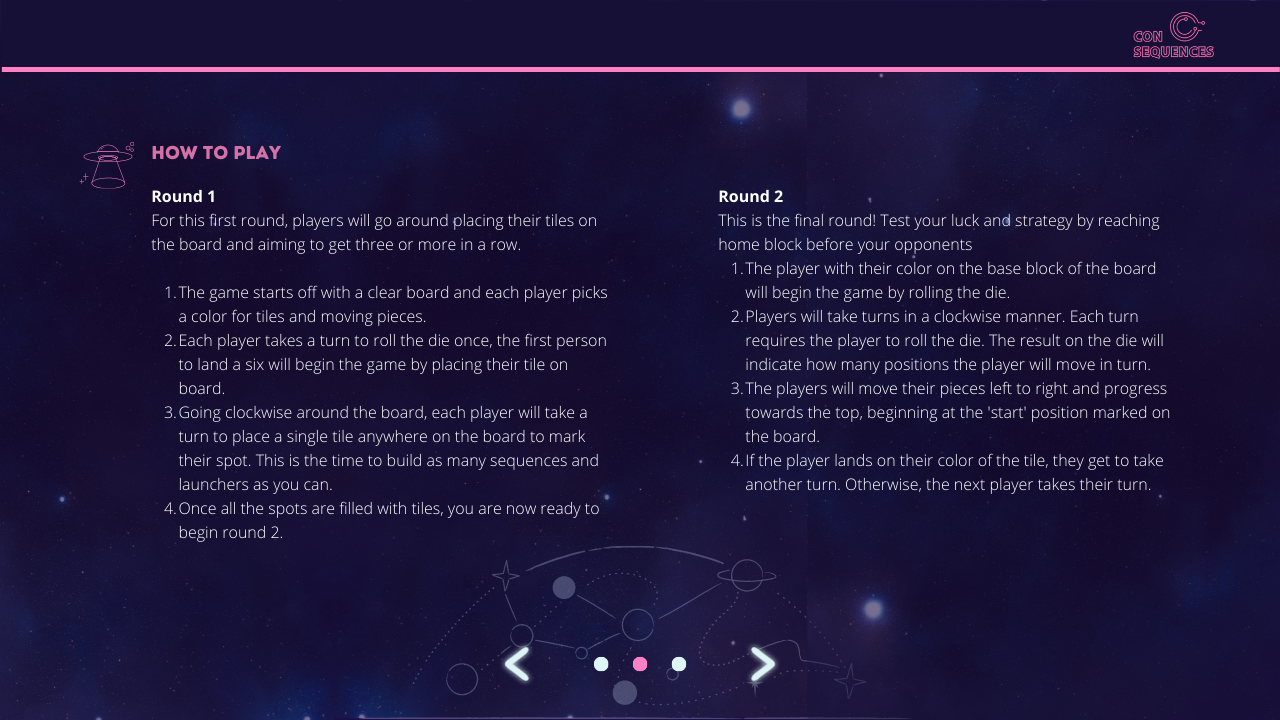 CON
SEQUENCES
HOW TO PLAY
Round 1
For this first round, players will go around placing their tiles on
the board and aiming to get three or more in a row.
1. The game starts off with a clear board and each player picks
a color for tiles and moving pieces.
2. Each player takes a turn to roll the die once, the first person
to land a six will begin the game by placing their tile on
board.
3. Going clockwise around the board, each player will take a
turn to place a single tile anywhere on the board to mark
their spot. This is the time to build as many sequences and
launchers as you can.
4. Once all the spots are filled with tiles, you are now ready to
begin round 2.
Round 2
This is the final round! Test your luck and strategy by reaching
home block before your opponents
1. The player with their color on the base block of the board
will begin the game by rolling the die.
2. Players will take turns in a clockwise manner. Each turn
requires the player to roll the die. The result on the die will
indicate how many positions the player will move in turn.
3. The players will move their pieces left to right and progress
towards the top, beginning at the 'start' position marked on
the board.
4. If the player lands on their color of the tile, they get to take
another turn. Otherwise, the next player takes their turn.